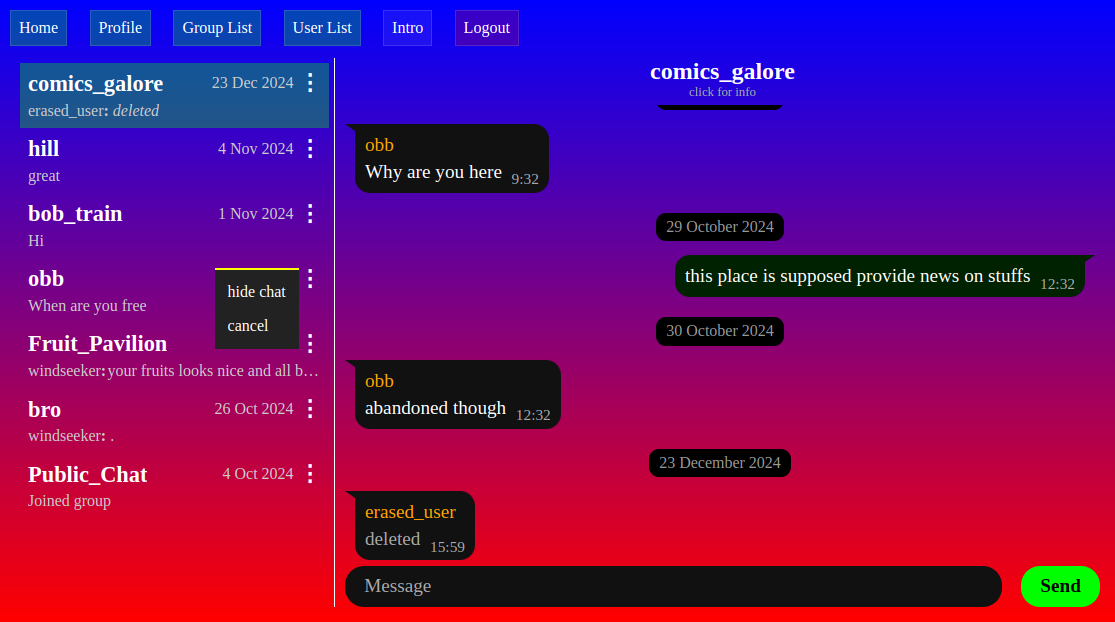 Home Profile Group List User List Intro Logout
comics_galore 23 Dec 2024
erased_user: deleted
hill 4 Nov 2024
great
bob_train 1 Nov 2024
Hi
obb
When are you free
hide chat
cancel
Fruit_Pavilion
windseeker:your fruits looks nice and all b…
bro 26 Oct 2024
windseeker: .
Public_Chat 4 Oct 2024
Joined group
comics_galore
click for info
obb
Why are you here 9:32
29 October 2024
this place is supposed provide news on stuffs 12:32
30 October 2024
obb
abandoned though 12:32
23 December 2024
erased_user
deleted 15:59
Message Send